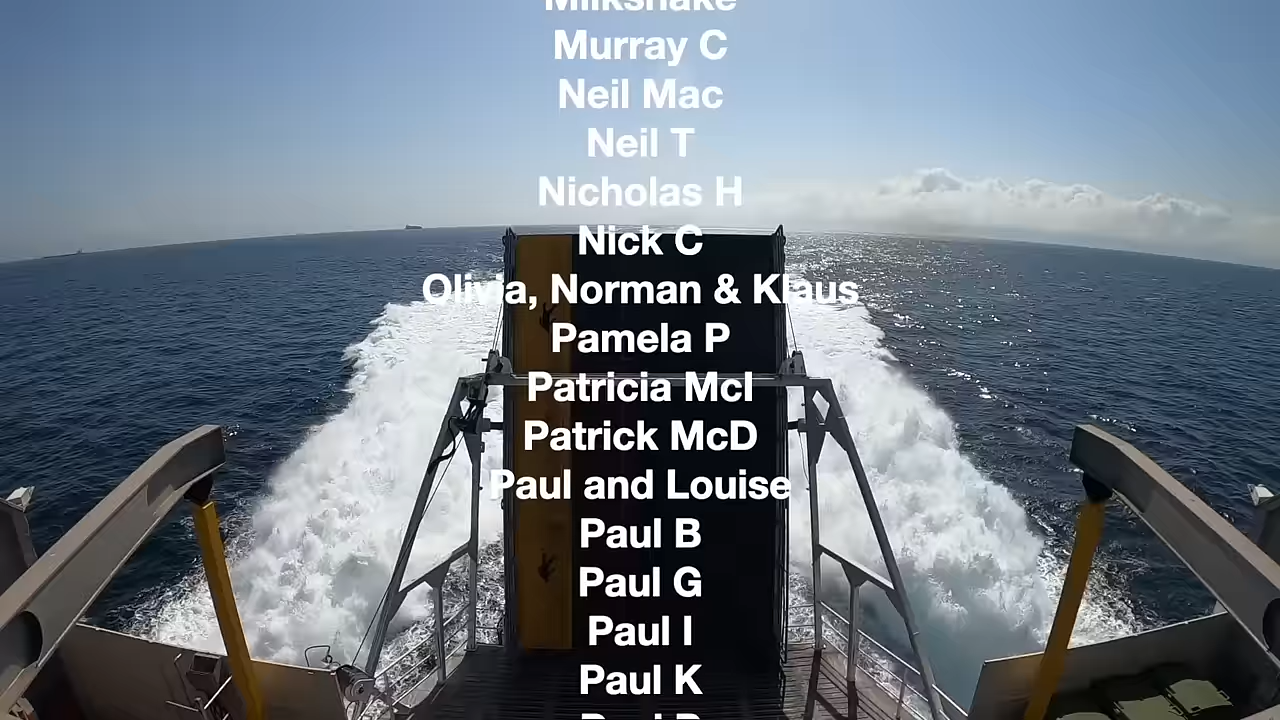 Milkshake
Murray C
Neil Mac
Neil T
Nicholas H
Nick C
Olivia, Norman & Klaus
Pamela P
Patricia McI
Patrick McD
Paul and Louise
Paul B
Paul G
Paul I
Paul K